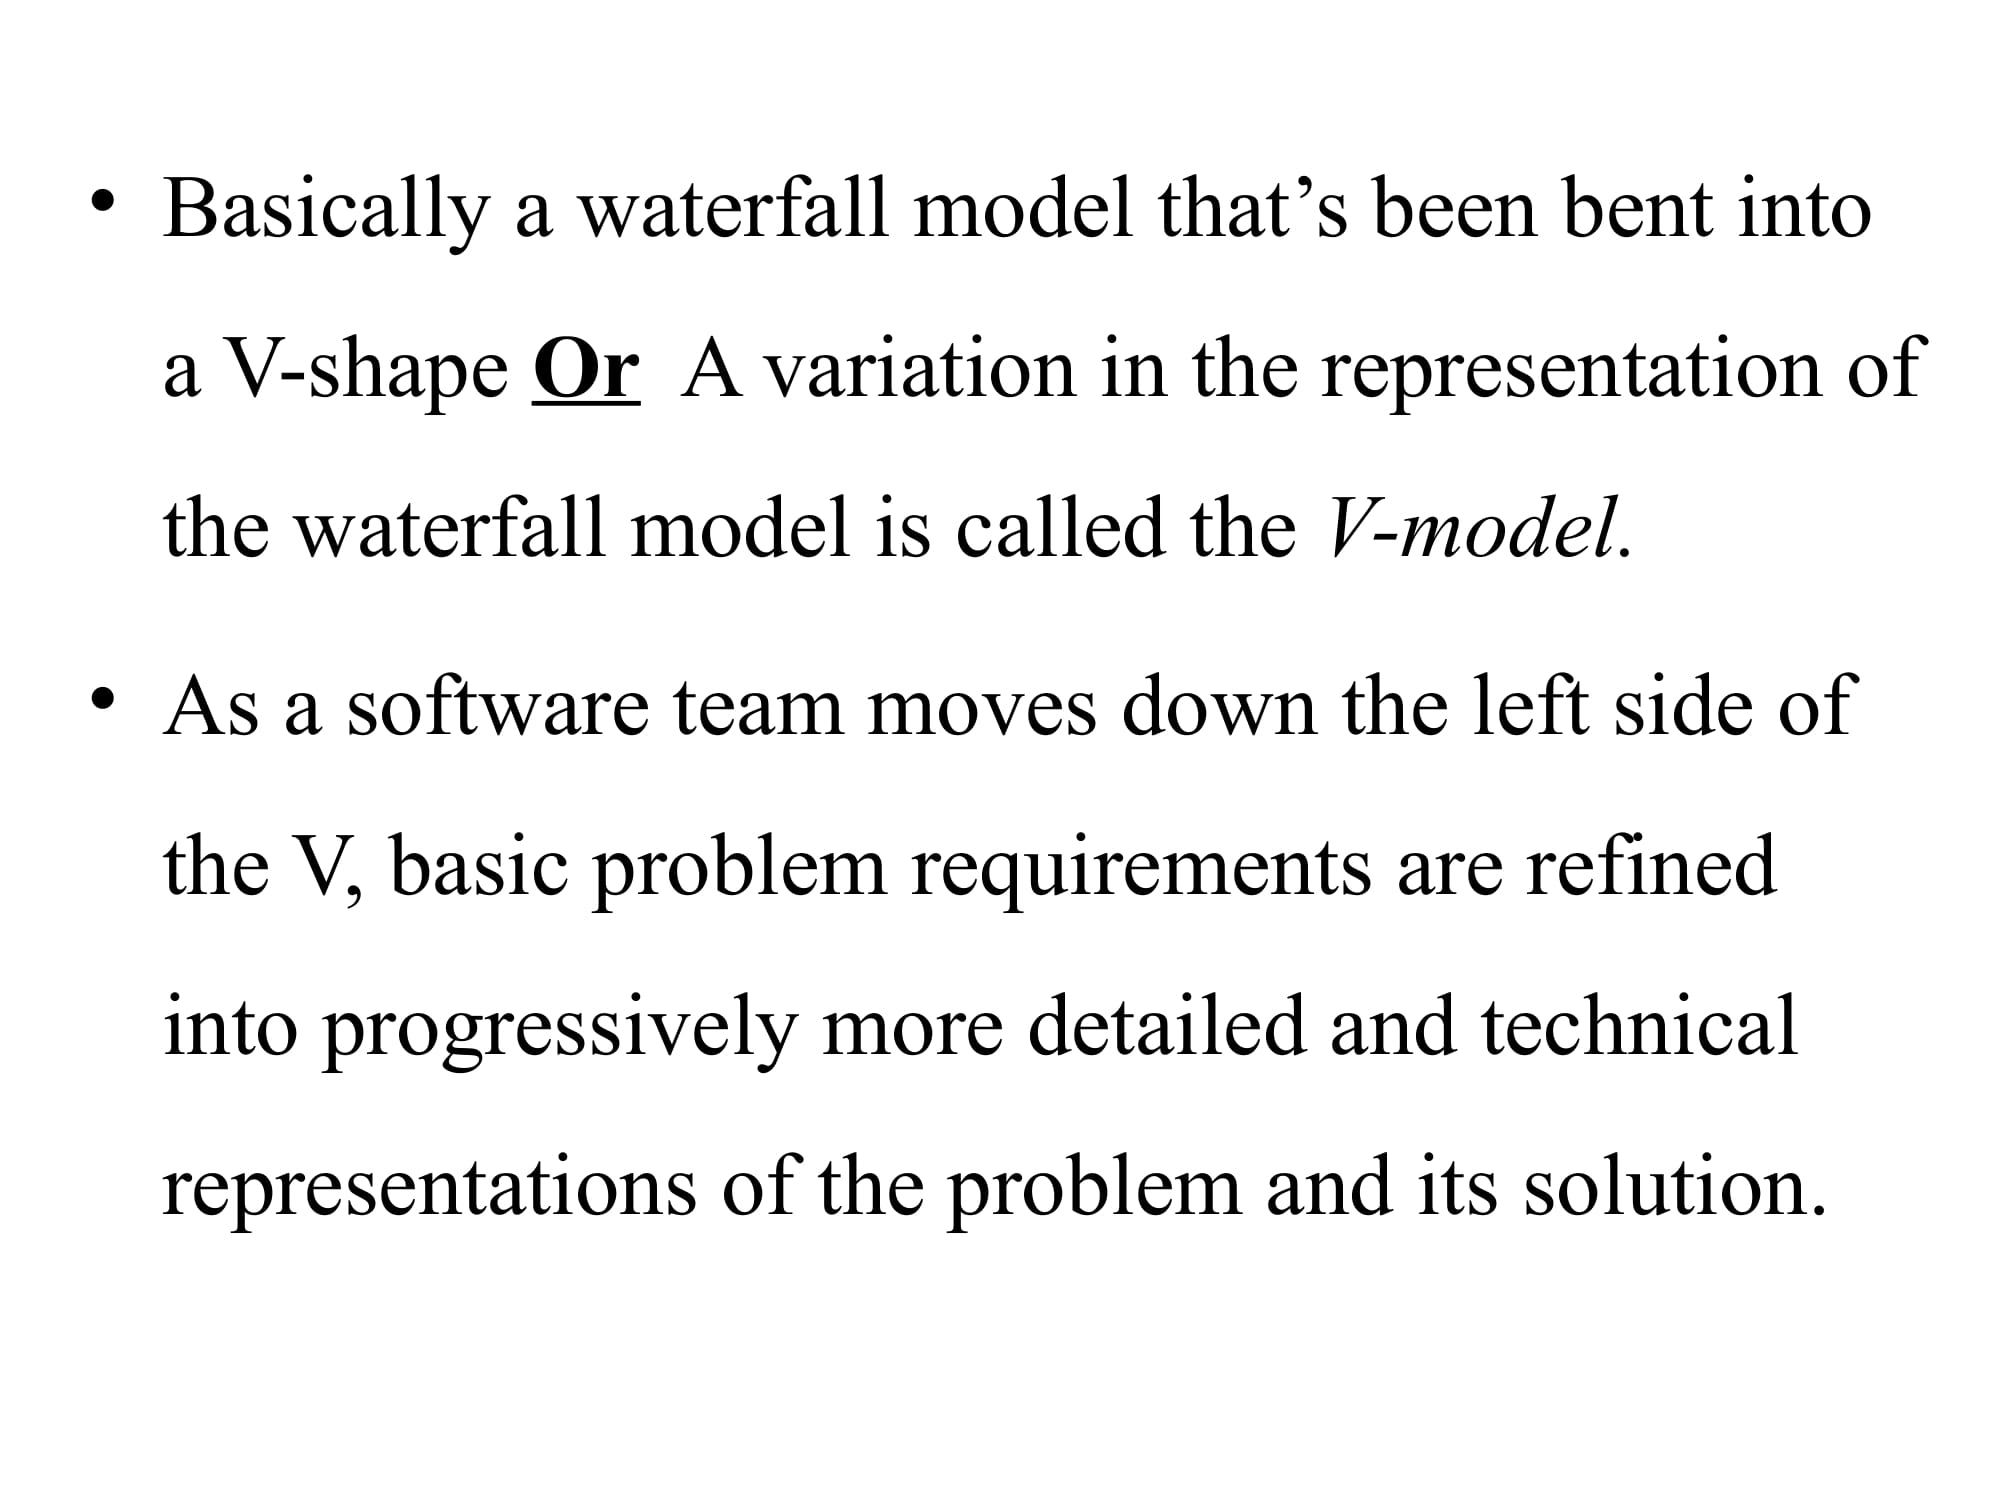 • Basically a waterfall model that’s been bent into
a V-shape Or  A variation in the representation of
the waterfall model is called the V-model.
• As a software team moves down the left side of
the V, basic problem requirements are refined
into progressively more detailed and technical
representations of the problem and its solution.